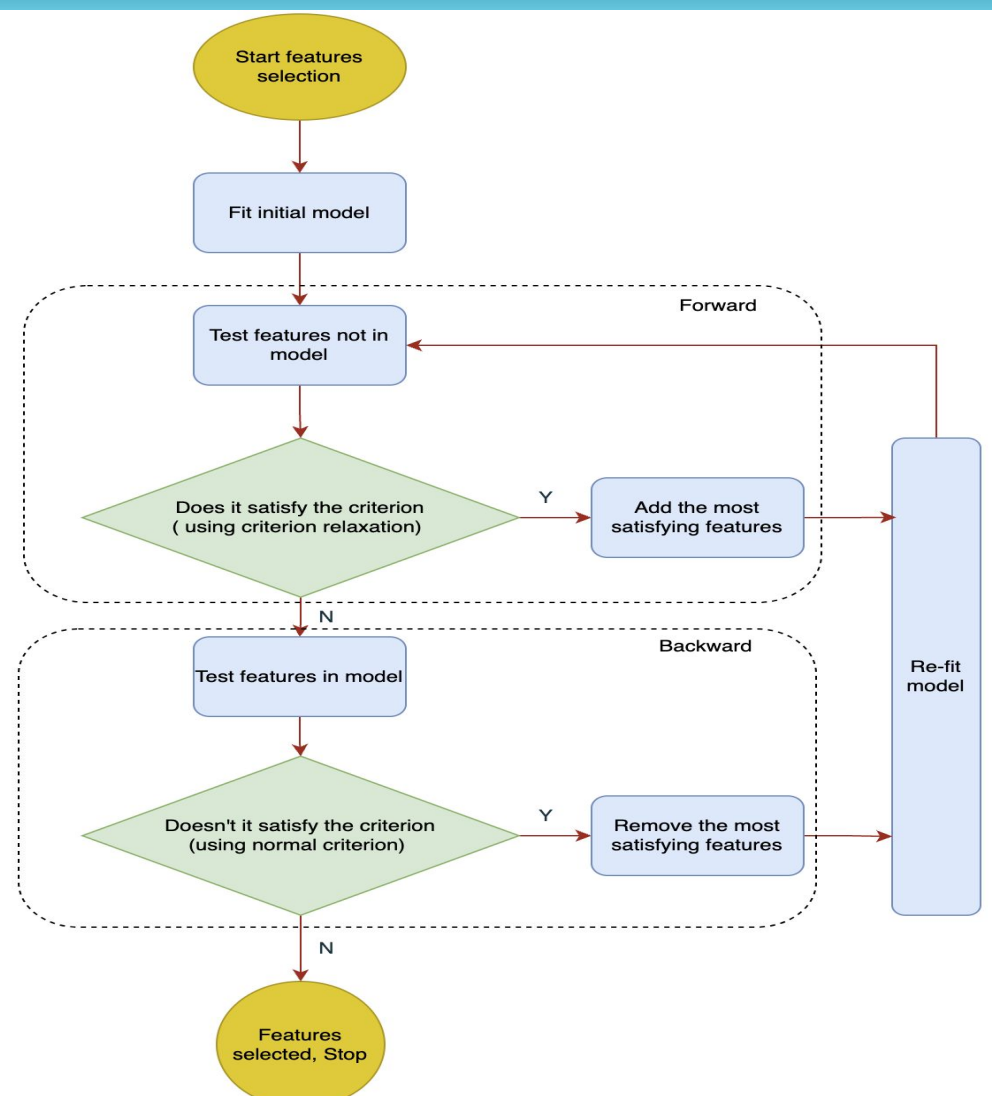 Start features
selection
Fit initial model
Forward
Test features not in
model
Does it satisfy the criterion
( using criterion relaxation)
Y
Add the most
satisfying features
N
Backward
Test features in model
Re-fit
model
Doesn't it satisfy the criterion
(using normal criterion)
Y
Remove the most
satisfying features
N
Features
selected, Stop